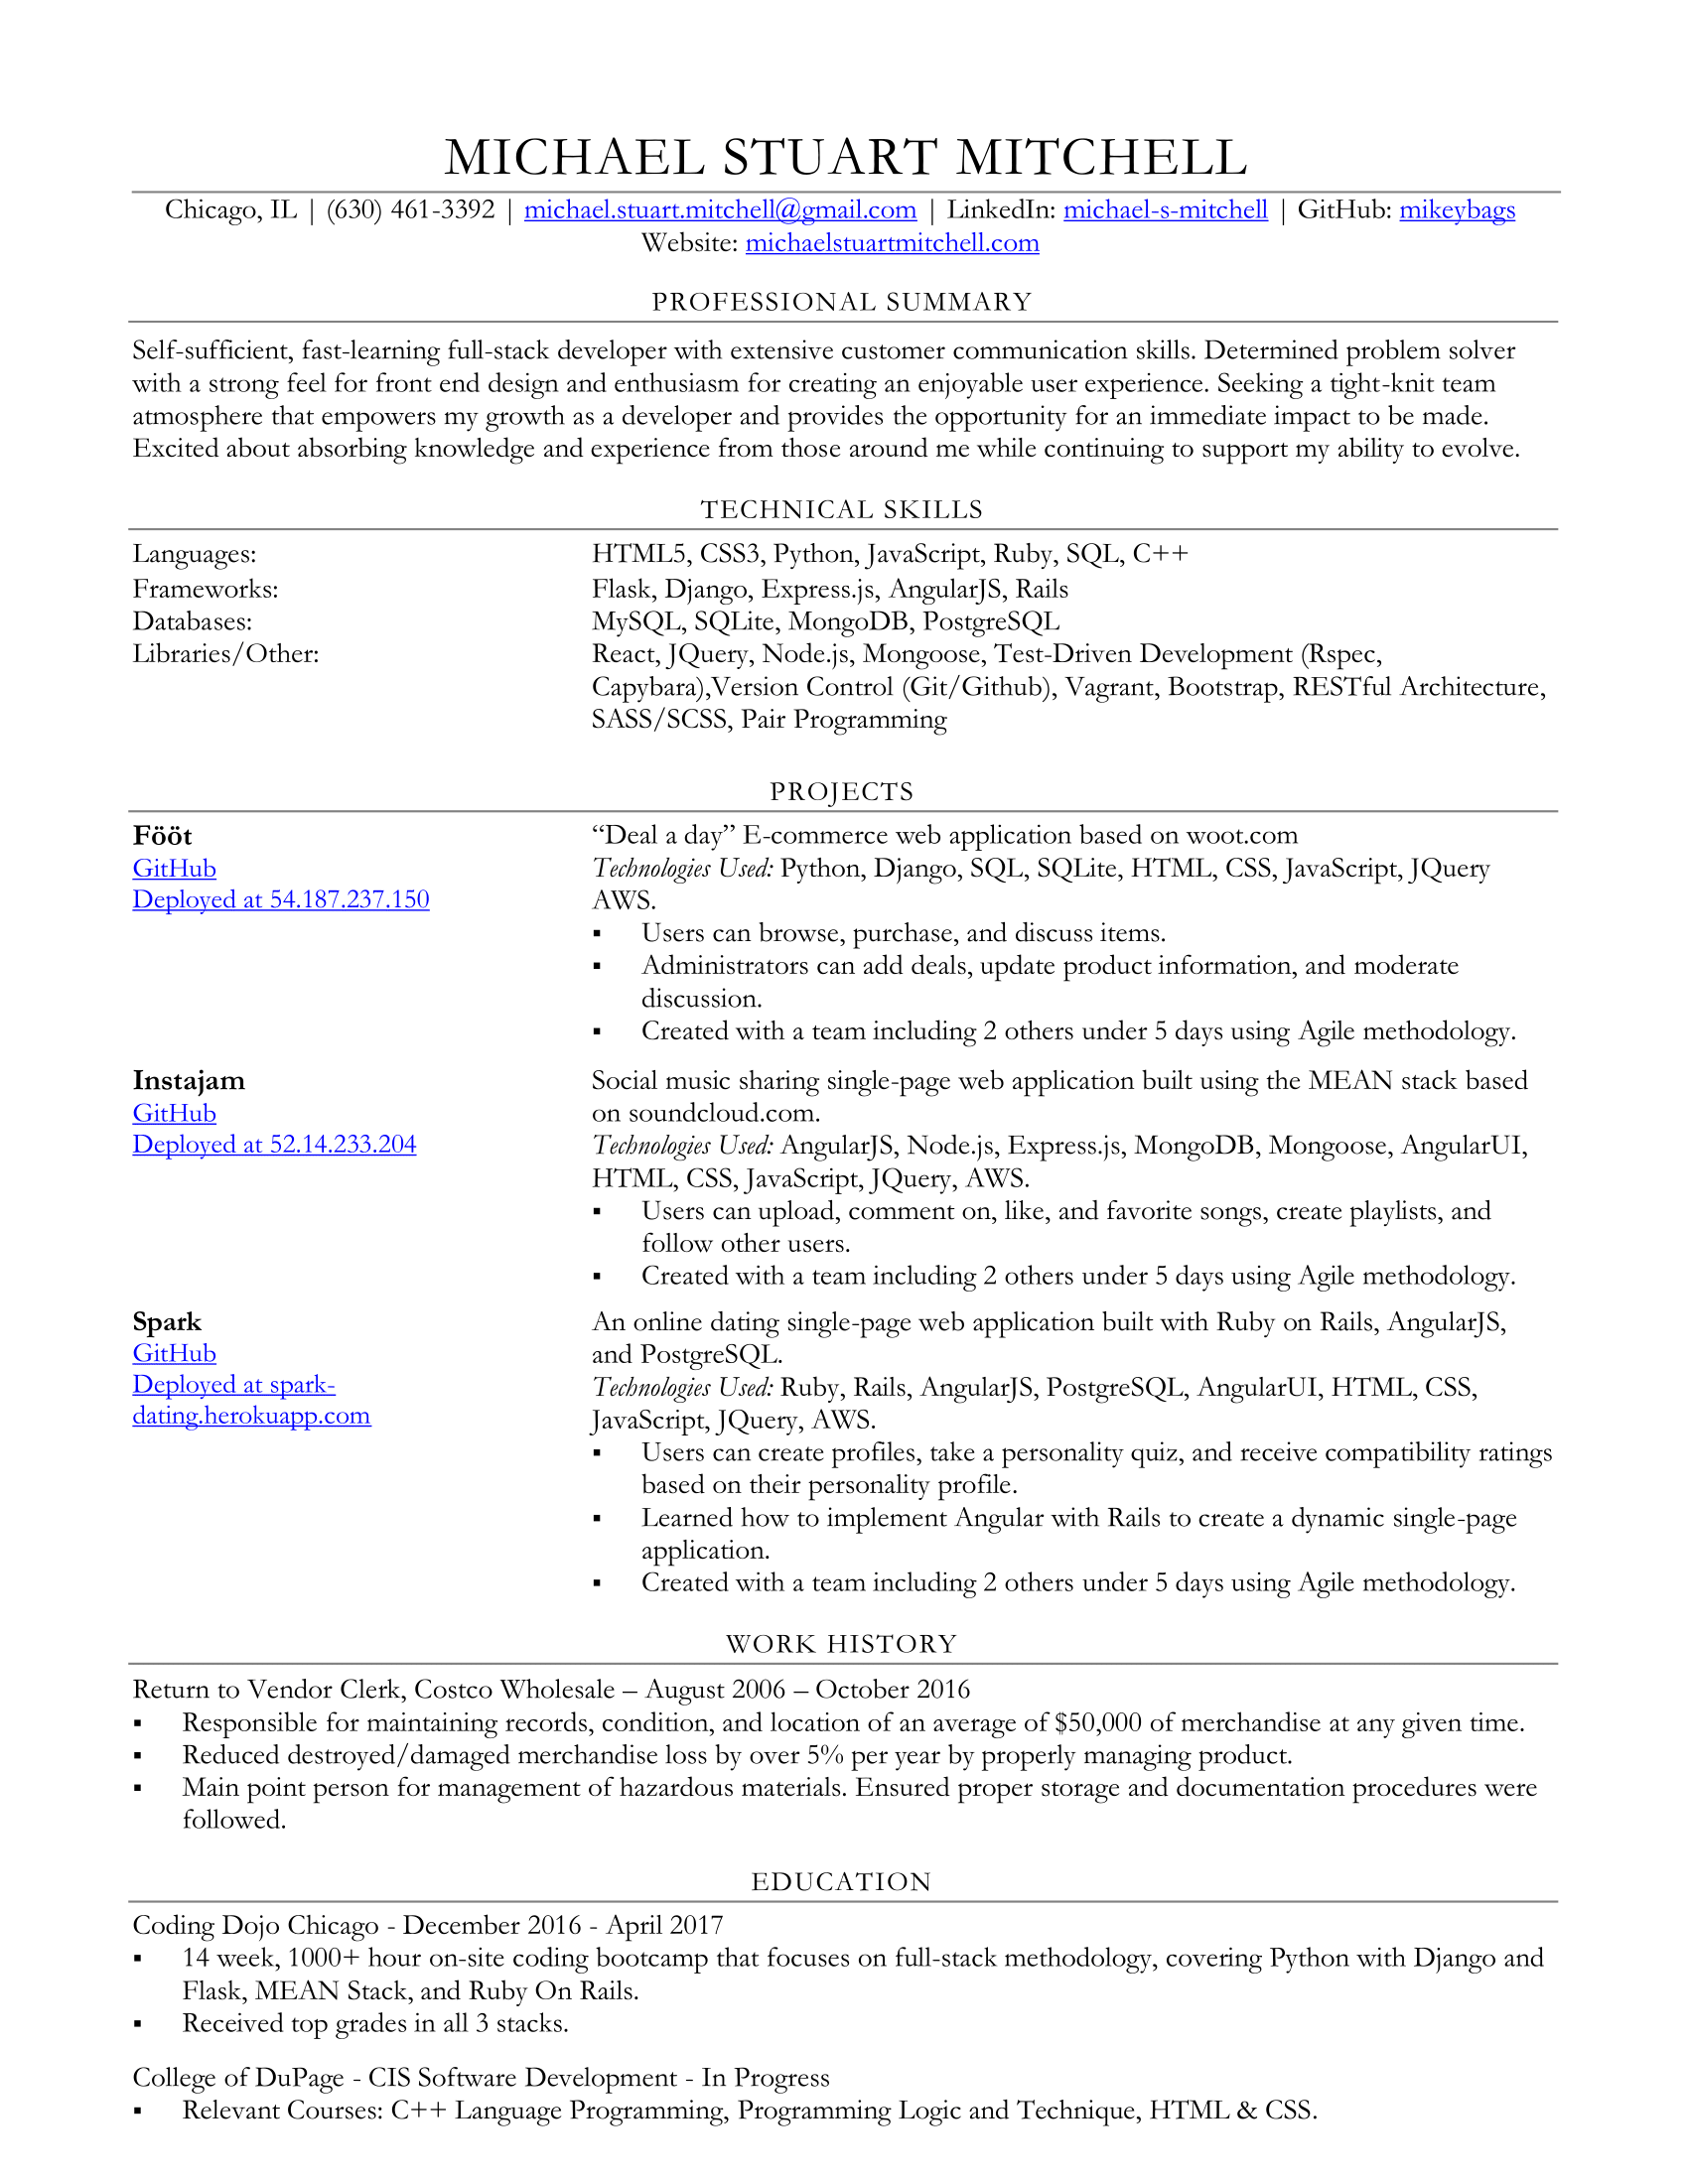 MICHAEL STUART MITCHELL
Chicago, IL | (630) 461-3392 | michael.stuart.mitchell@gmail.com | LinkedIn: michael-s-mitchell | GitHub: mikeybags
Website: michaelstuartmitchell.com
PROFESSIONAL SUMMARY
Self-sufficient, fast-learning full-stack developer with extensive customer communication skills. Determined problem solver
with a strong feel for front end design and enthusiasm for creating an enjoyable user experience. Seeking a tight-knit team
atmosphere that empowers my growth as a developer and provides the opportunity for an immediate impact to be made.
Excited about absorbing knowledge and experience from those around me while continuing to support my ability to evolve.
TECHNICAL SKILLS
Languages: HTML5, CSS3, Python, JavaScript, Ruby, SQL, C++
Frameworks: Flask, Django, Express.js, AngularJS, Rails
Databases: MySQL, SQLite, MongoDB, PostgreSQL
Libraries/Other: React, JQuery, Node.js, Mongoose, Test-Driven Development (Rspec,
Capybara),Version Control (Git/Github), Vagrant, Bootstrap, RESTful Architecture,
SASS/SCSS, Pair Programming
PROJECTS
Fööt
GitHub
Deployed at 54.187.237.150
“Deal a day” E-commerce web application based on woot.com
Technologies Used: Python, Django, SQL, SQLite, HTML, CSS, JavaScript, JQuery
AWS.
▪ Users can browse, purchase, and discuss items.
▪ Administrators can add deals, update product information, and moderate
discussion.
▪ Created with a team including 2 others under 5 days using Agile methodology.
Instajam
GitHub
Deployed at 52.14.233.204
Social music sharing single-page web application built using the MEAN stack based
on soundcloud.com.
Technologies Used: AngularJS, Node.js, Express.js, MongoDB, Mongoose, AngularUI,
HTML, CSS, JavaScript, JQuery, AWS.
▪ Users can upload, comment on, like, and favorite songs, create playlists, and
follow other users.
▪ Created with a team including 2 others under 5 days using Agile methodology.
Spark
GitHub
Deployed at spark-
dating.herokuapp.com
An online dating single-page web application built with Ruby on Rails, AngularJS,
and PostgreSQL.
Technologies Used: Ruby, Rails, AngularJS, PostgreSQL, AngularUI, HTML, CSS,
JavaScript, JQuery, AWS.
▪ Users can create profiles, take a personality quiz, and receive compatibility ratings
based on their personality profile.
▪ Learned how to implement Angular with Rails to create a dynamic single-page
application.
▪ Created with a team including 2 others under 5 days using Agile methodology.
WORK HISTORY
Return to Vendor Clerk, Costco Wholesale – August 2006 – October 2016
▪ Responsible for maintaining records, condition, and location of an average of $50,000 of merchandise at any given time.
▪ Reduced destroyed/damaged merchandise loss by over 5% per year by properly managing product.
▪ Main point person for management of hazardous materials. Ensured proper storage and documentation procedures were
followed.
EDUCATION
Coding Dojo Chicago - December 2016 - April 2017
▪ 14 week, 1000+ hour on-site coding bootcamp that focuses on full-stack methodology, covering Python with Django and
Flask, MEAN Stack, and Ruby On Rails.
▪ Received top grades in all 3 stacks.
College of DuPage - CIS Software Development - In Progress
▪ Relevant Courses: C++ Language Programming, Programming Logic and Technique, HTML & CSS.